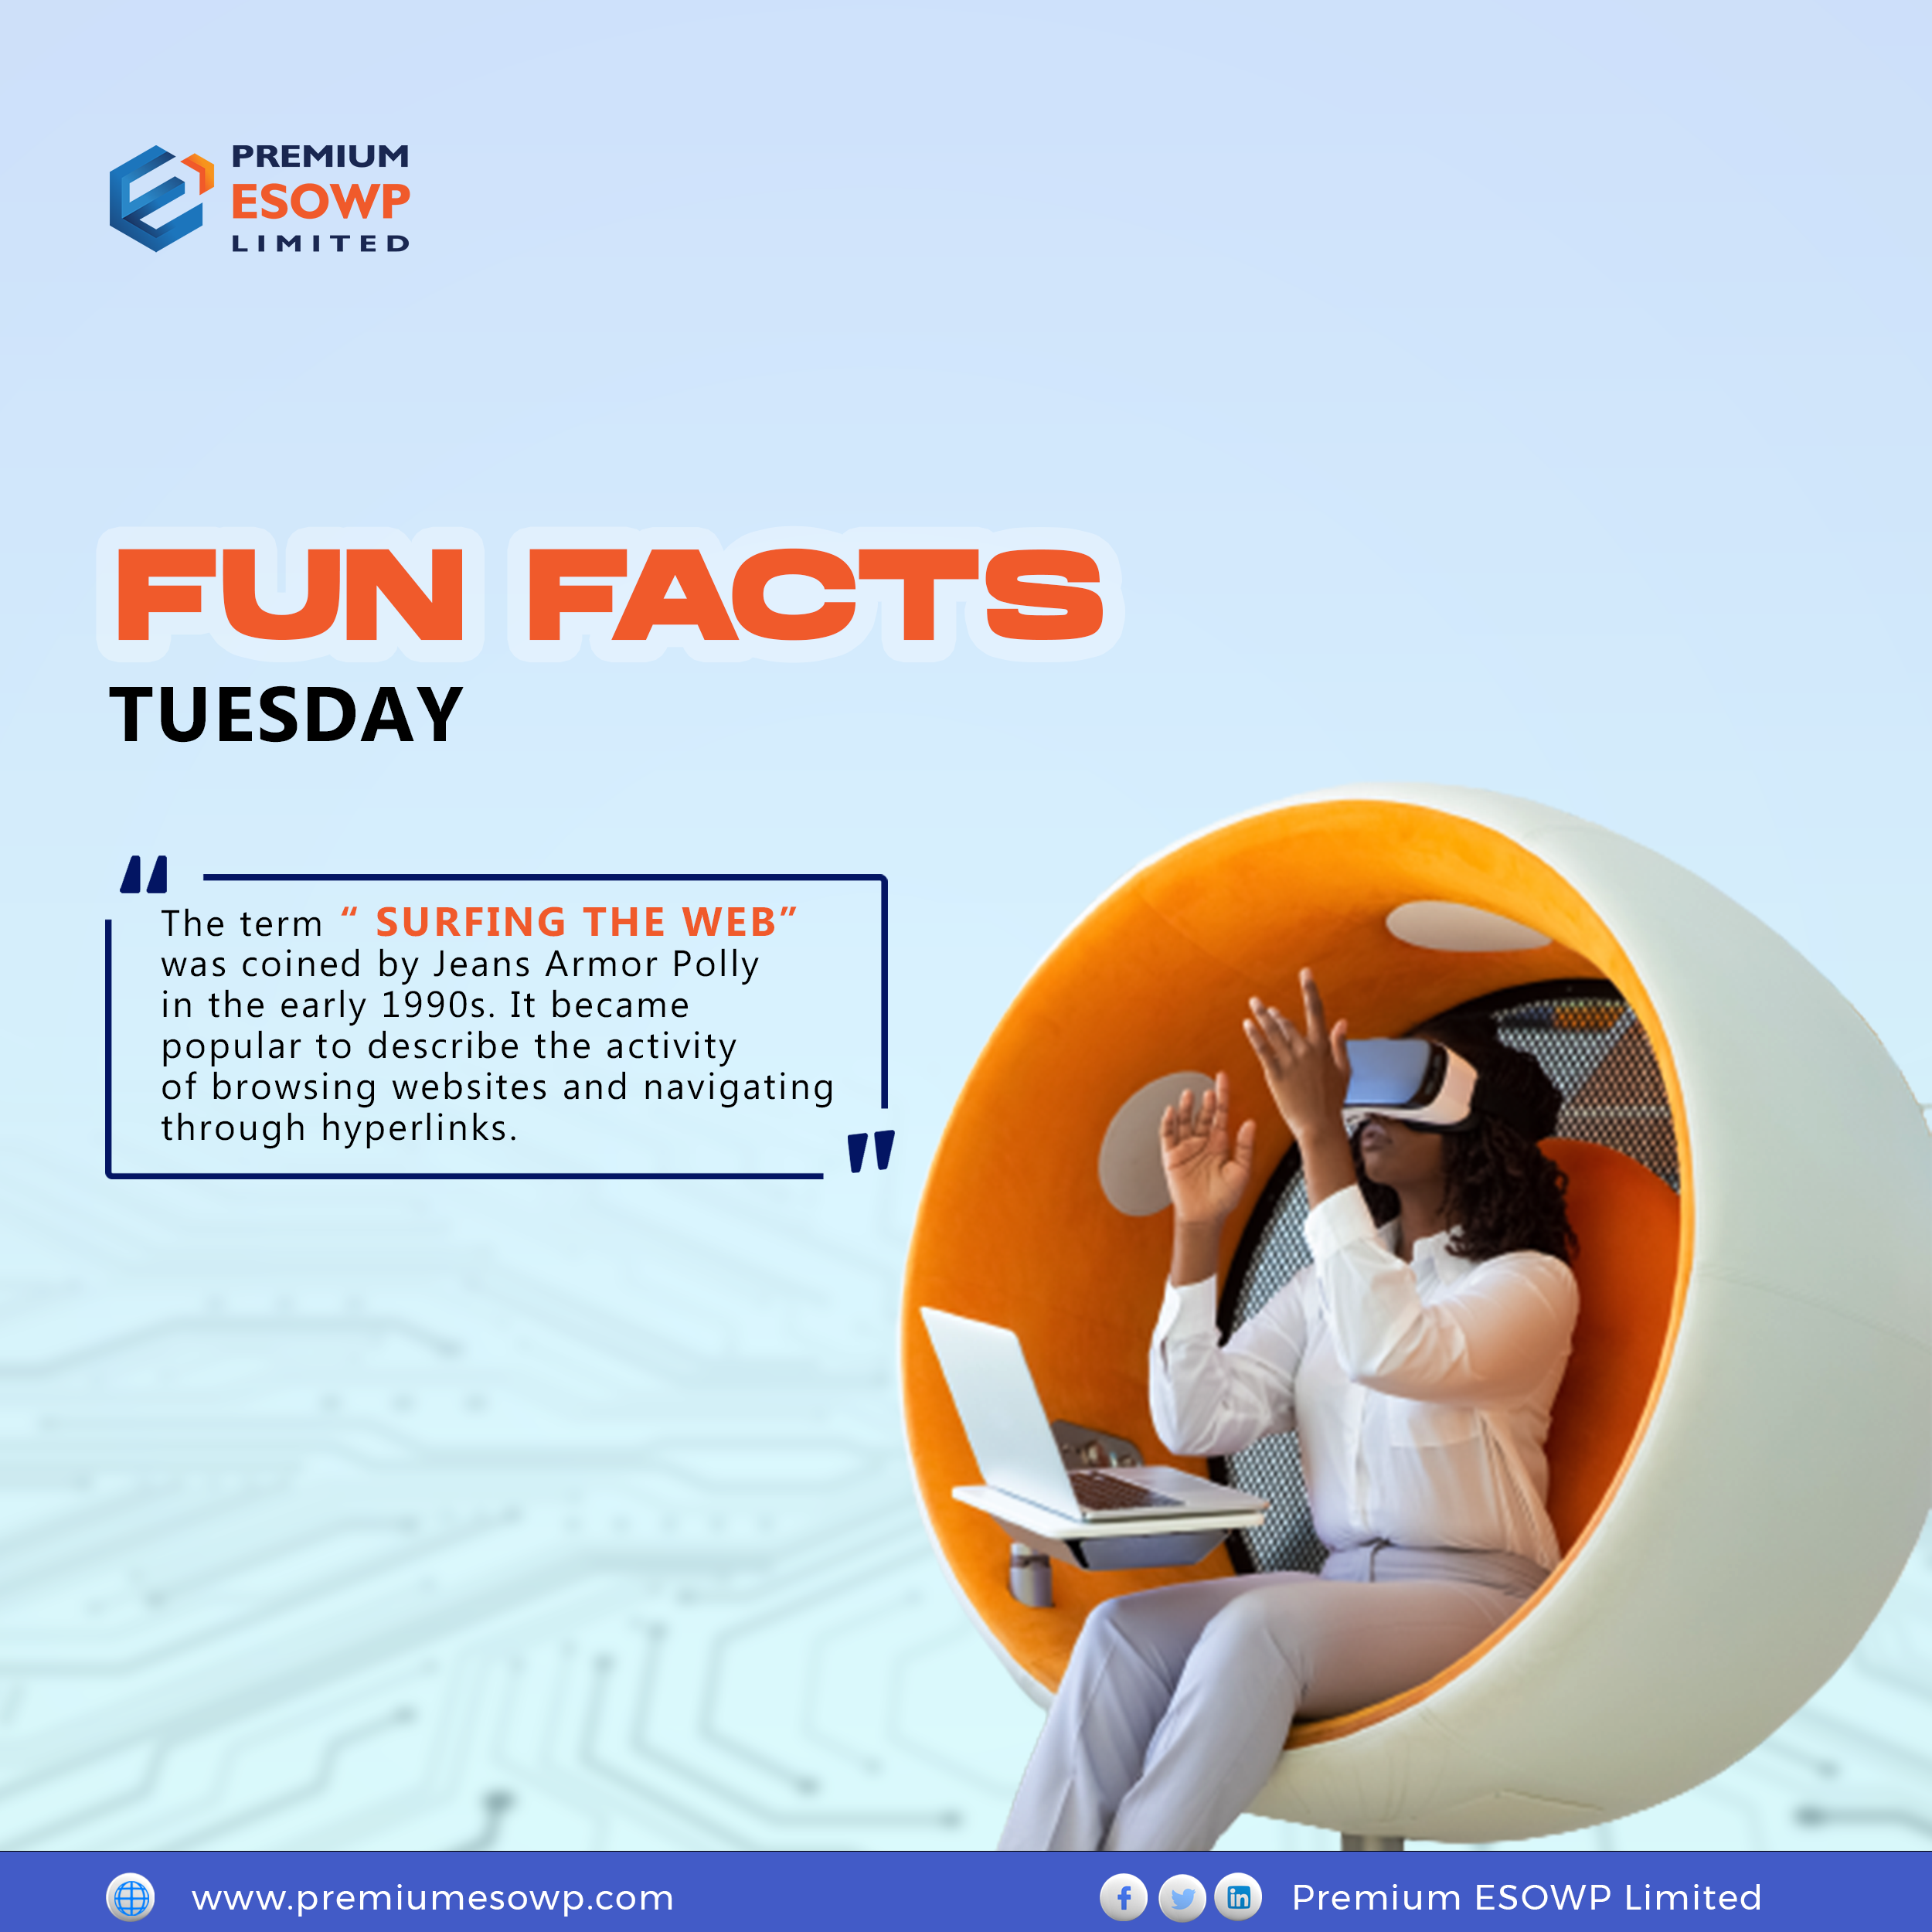 PREMIUM
ESOWP
LIMITED
FUN FACTS
TUESDAY
The term “ SURFING THE WEB”
was coined by Jeans Armor Polly
in the early 1990s. It became
popular to describe the activity
of browsing websites and navigating
through hyperlinks.
www.premiumesowp.com
Premium ESOWP Limited